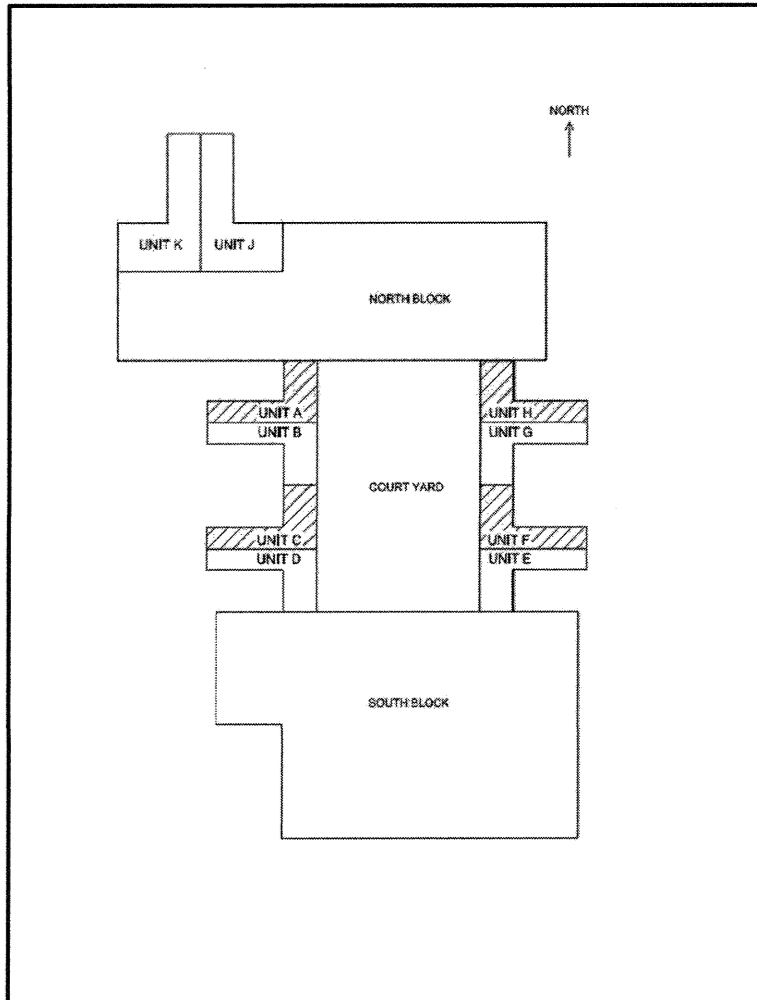 NORTH
UNIT K
UNIT J
NORTH BLOCK
UNIT A
UNIT H
UNIT B
UNIT G
COURT YARD
UNIT C
UNIT F
UNIT D
UNIT E
SOUTH BLOCK